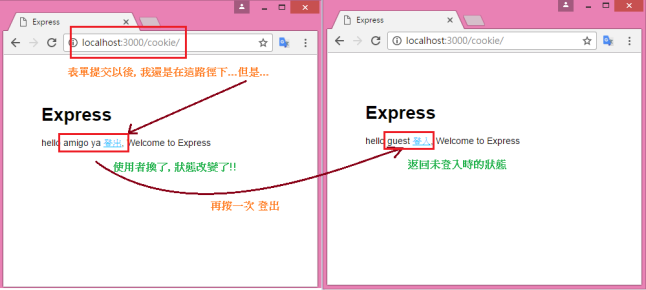 Express
localhost:3000/cookie/
表單提交以後, 我還是在這路徑下...但是...
Express
hello amigo ya 登出, Welcome to Express
使用者換了, 狀態改變了!!
再按一次 登出
Express
localhost:3000/cookie/
Express
hello guest 登入, Welcome to Express
返回未登入時的狀態